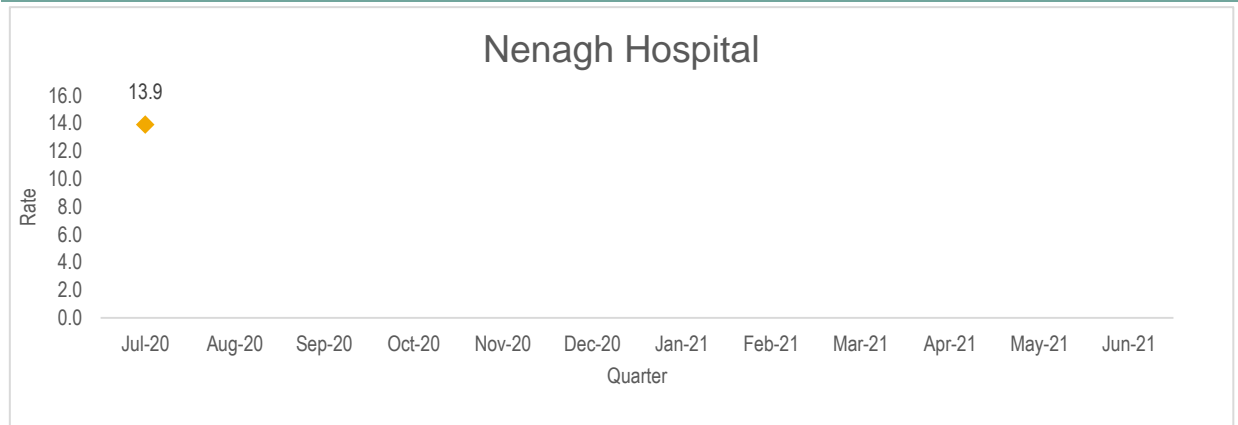 Nenagh Hospital
16.0
13.9
14.0
12.0
10.0
8.0
6.0
4.0
2.0
0.0
Rate
Jul-20 Aug-20 Sep-20 Oct-20 Nov-20 Dec-20 Jan-21 Feb-21 Mar-21 Apr-21 May-21 Jun-21
Quarter